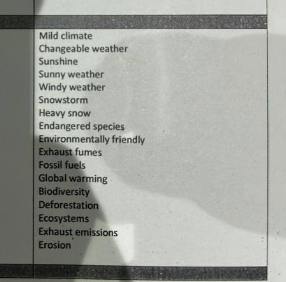 Mild climate
Changeable weather
Sunshine
Sunny weather
Windy weather
Snowstorm
Heavy snow
Endangered species
Environmentally friendly
Exhaust fumes
Fossil fuels
Global warming
Biodiversity
Deforestation
Ecosystems
Exhaust emissions
Erosion